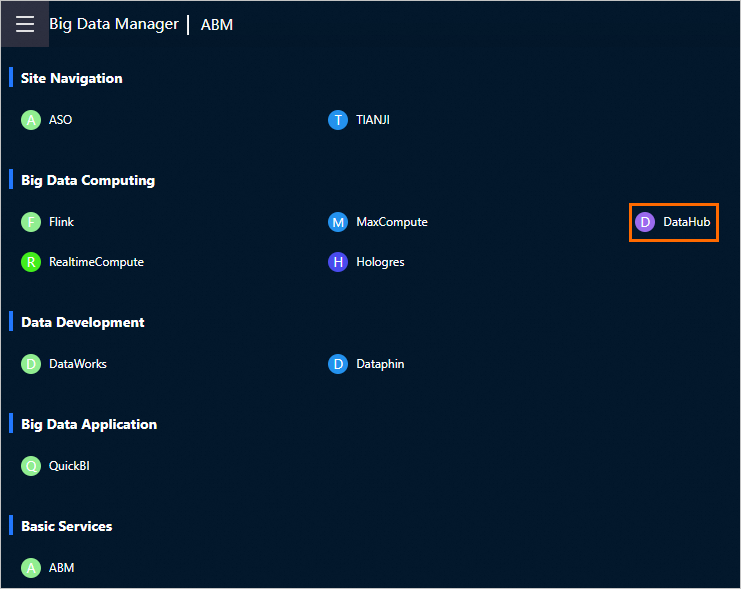 Big Data Manager | ABM
Site Navigation
A ASO T TIANJI
Big Data Computing
F Flink M MaxCompute D DataHub
R RealtimeCompute H Hologres
Data Development
D DataWorks D Dataphin
Big Data Application
Q QuickBI
Basic Services
A ABM